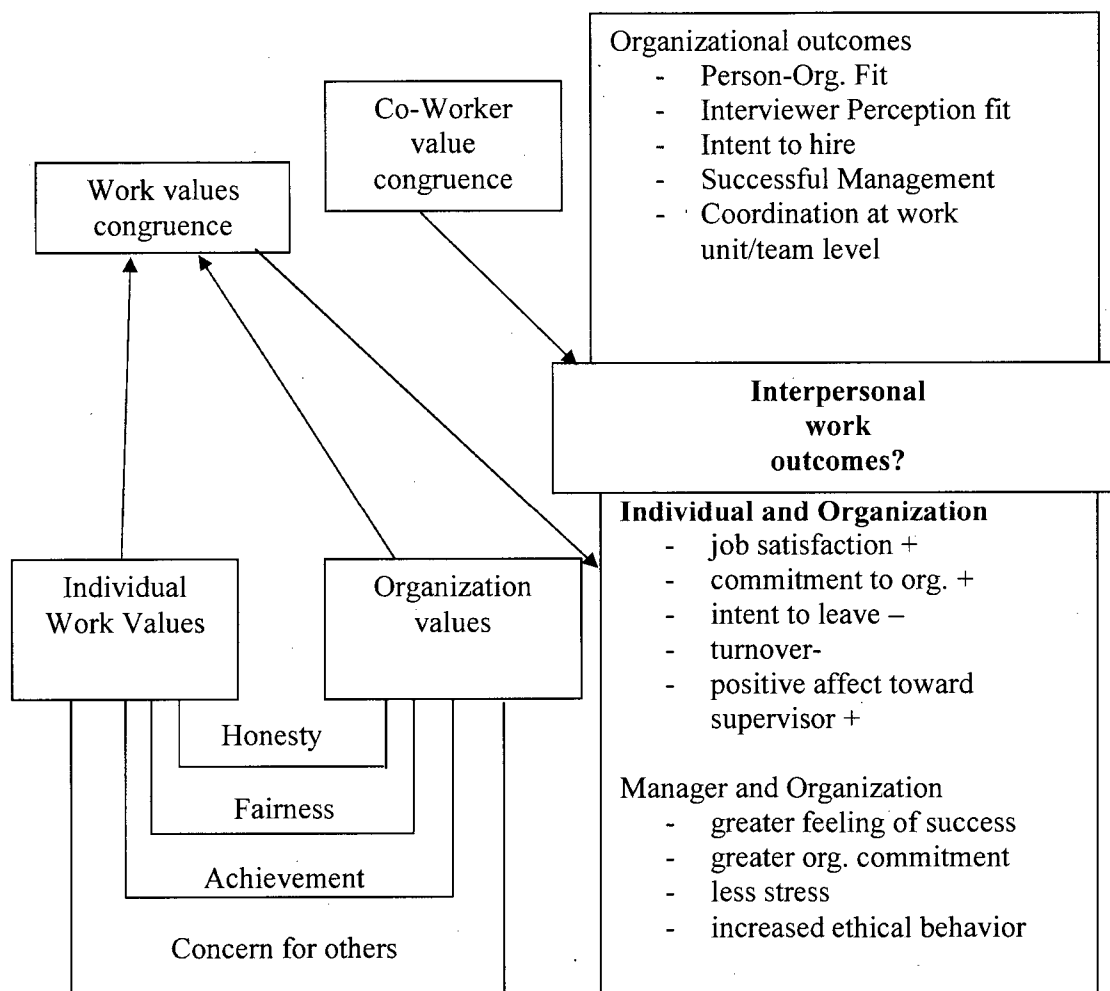 Organizational outcomes
- Person-Org. Fit
- Interviewer Perception fit
- Intent to hire
- Successful Management
- Coordination at work
unit/team level
Co-Worker
value
congruence
Work values
congruence
Interpersonal
work
outcomes?
Individual and Organization
- job satisfaction +
- commitment to org. +
- intent to leave –
- turnover-
- positive affect toward
supervisor +
Manager and Organization
- greater feeling of success
- greater org. commitment
- less stress
- increased ethical behavior
Individual
Work Values
Organization
values
Honesty
Fairness
Achievement
Concern for others